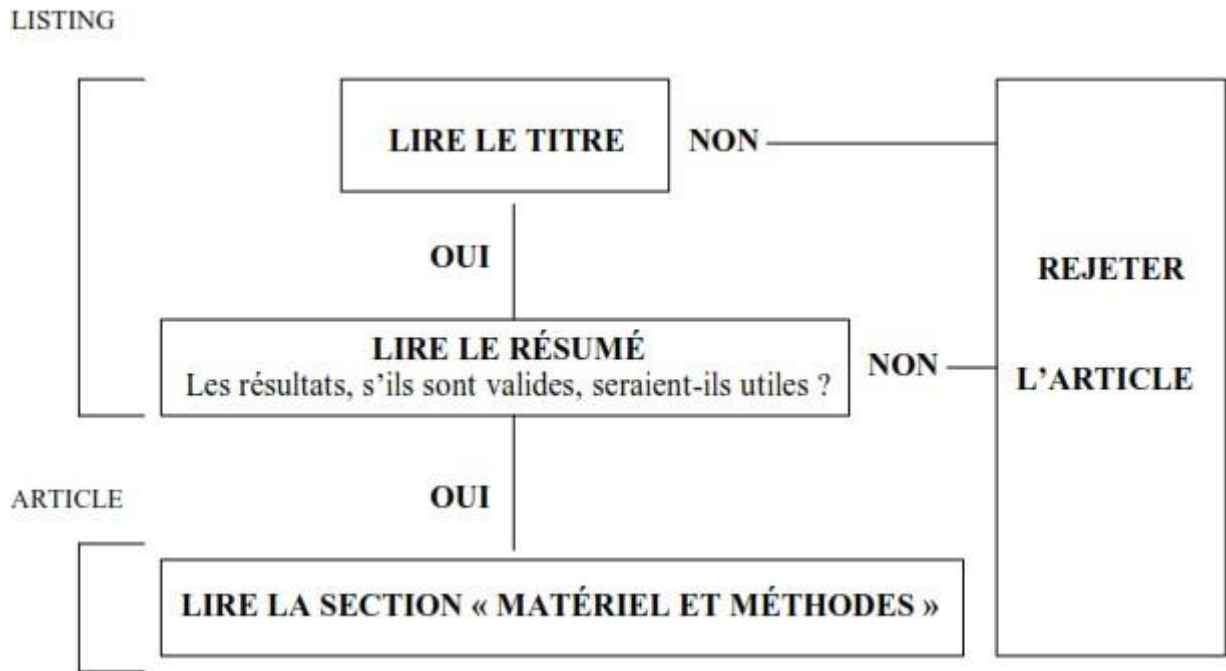 LISTING
LIRE LE TITRE
NON
OUI
REJETER
L’ARTICLE
LIRE LE RÉSUMÉ
Les résultats, s’ils sont valides, seraient-ils utiles ?
NON
OUI
ARTICLE
LIRE LA SECTION « MATÉRIEL ET MÉTHODES »